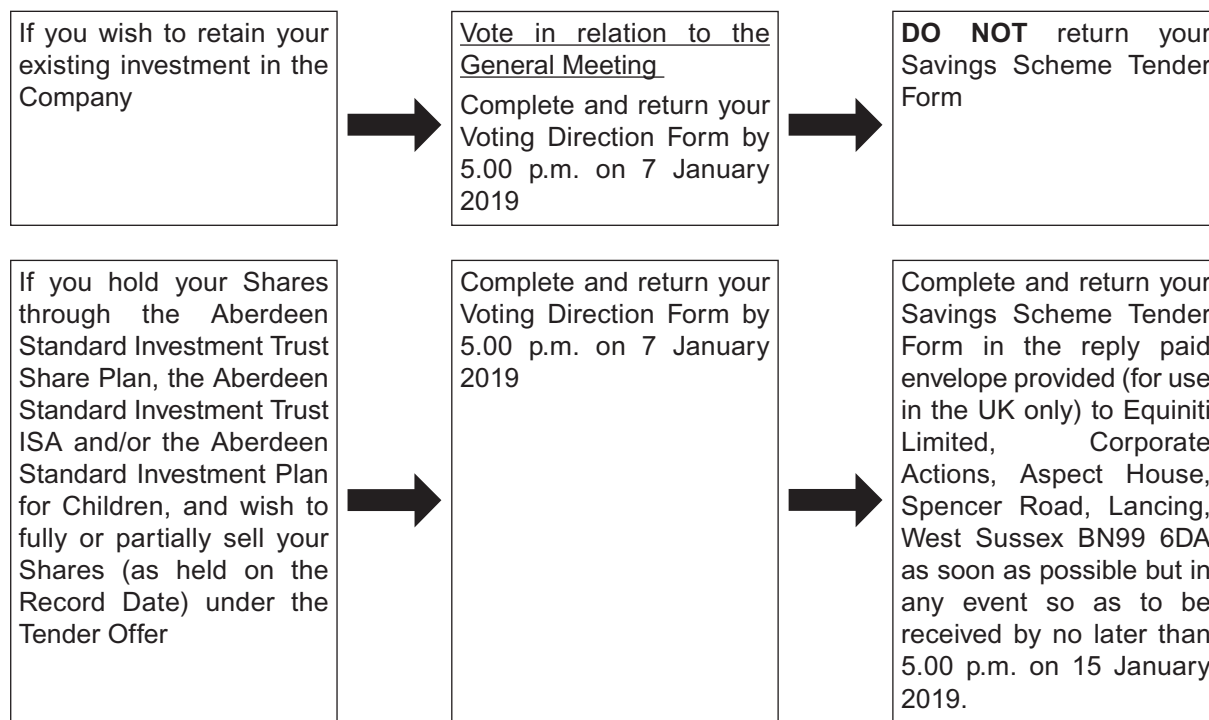 If you wish to retain your
existing investment in the
Company
Vote in relation to the
General Meeting
Complete and return your
Voting Direction Form by
5.00 p.m. on 7 January
2019
DO NOT return your
Savings Scheme Tender
Form
If you hold your Shares
through the Aberdeen
Standard Investment Trust
Share Plan, the Aberdeen
Standard Investment Trust
ISA and/or the Aberdeen
Standard Investment Plan
for Children, and wish to
fully or partially sell your
Shares (as held on the
Record Date) under the
Tender Offer
Complete and return your
Voting Direction Form by
5.00 p.m. on 7 January
2019
Complete and return your
Savings Scheme Tender
Form in the reply paid
envelope provided (for use
in the UK only) to Equiniti
Limited, Corporate
Actions, Aspect House,
Spencer Road, Lancing,
West Sussex BN99 6DA
as soon as possible but in
any event so as to be
received by no later than
5.00 p.m. on 15 January
2019.